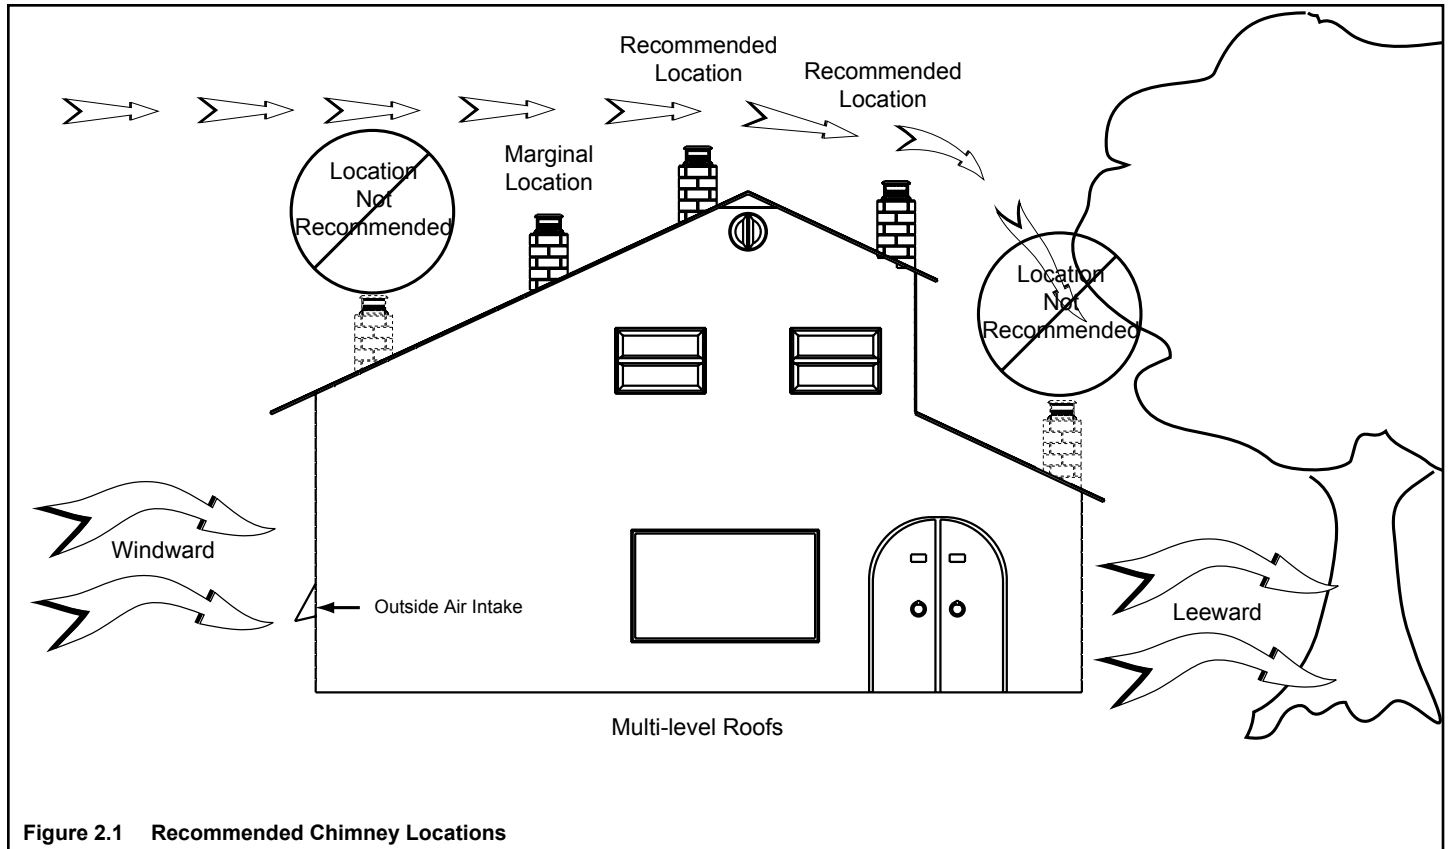 Recommended
Location
Recommended
Location
Marginal
Location
Location
Not
Recommended
Location
Not
Recommended
Windward
Outside Air Intake
Leeward
Multi-level Roofs
Figure 2.1 Recommended Chimney Locations